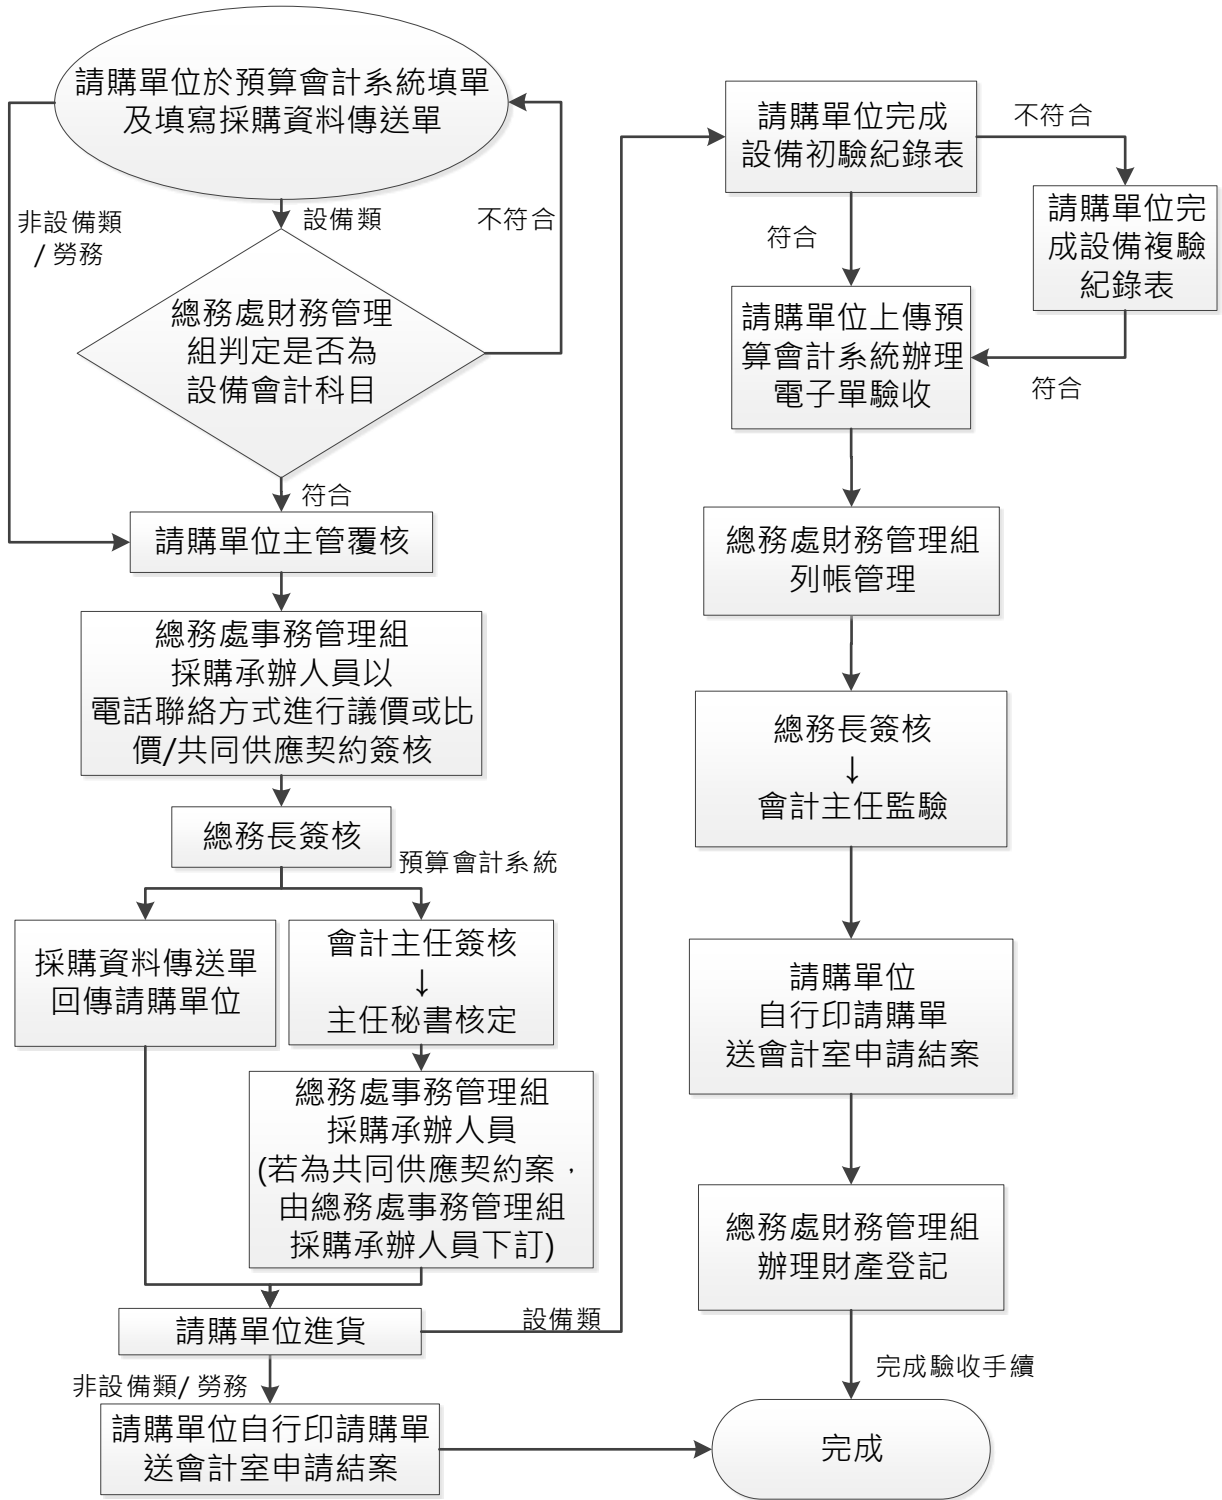 請購單位於預算會計系統填單
及填寫採購資料傳送單
非設備類
/ 勞務
設備類
不符合
總務處財務管理
組判定是否為
設備會計科目
符合
請購單位主管覆核
總務處事務管理組
採購承辦人員以
電話聯絡方式進行議價或比
價/共同供應契約簽核
總務長簽核
預算會計系統
採購資料傳送單
回傳請購單位
會計主任簽核
↓
主任秘書核定
總務處事務管理組
採購承辦人員
(若為共同供應契約案，
由總務處事務管理組
採購承辦人員下訂)
請購單位進貨
設備類
非設備類/ 勞務
請購單位自行印請購單
送會計室申請結案
請購單位完成
設備初驗紀錄表
不符合
請購單位完
成設備複驗
紀錄表
符合
符合
請購單位上傳預
算會計系統辦理
電子單驗收
總務處財務管理組
列帳管理
總務長簽核
↓
會計主任監驗
請購單位
自行印請購單
送會計室申請結案
總務處財務管理組
辦理財產登記
完成驗收手續
完成